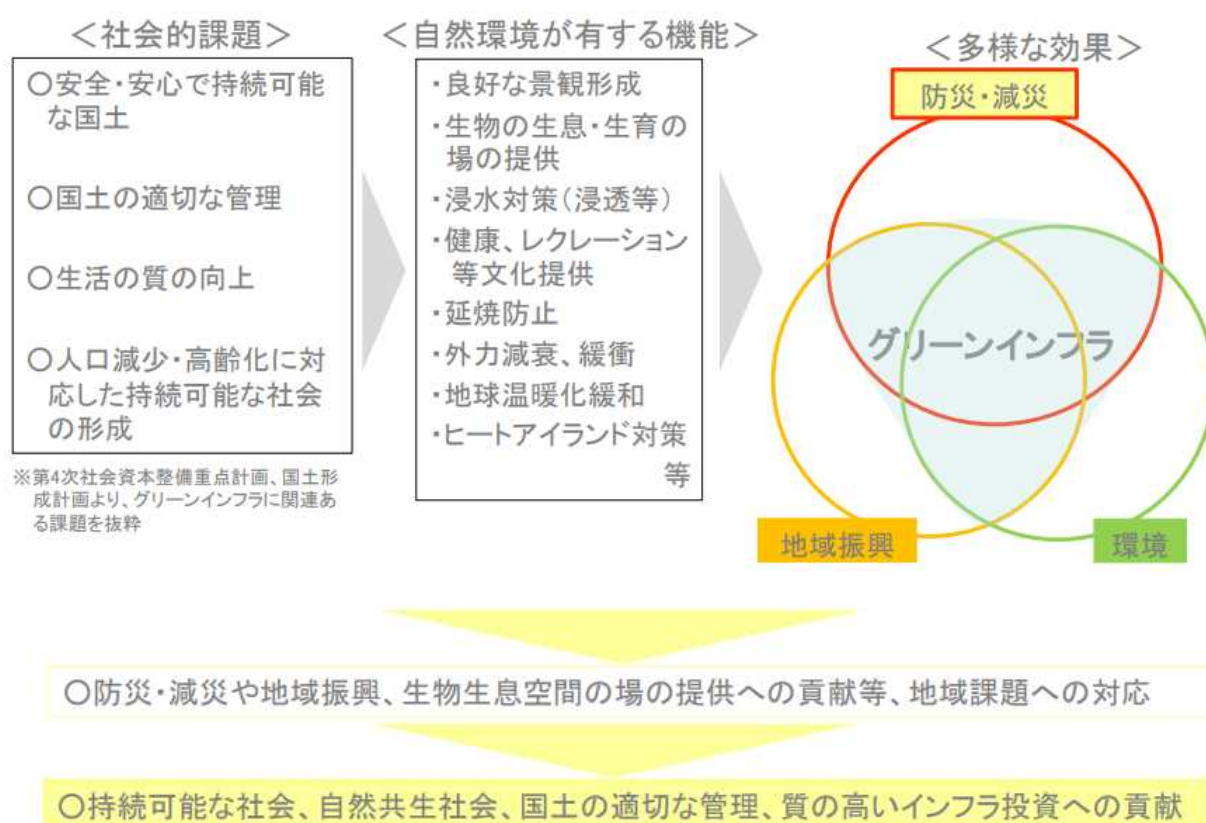 ＜社会的課題＞
〇安全・安心で持続可能
な国土
〇国土の適切な管理
〇生活の質の向上
〇人口減少・高齢化に対
応した持続可能な社会
の形成
※第4次社会資本整備重点計画、国土形
成計画より、グリーンインフラに関連あ
る課題を抜粋
＜自然環境が有する機能＞
・良好な景観形成
・生物の生息・生育の
場の提供
・浸水対策（浸透等）
・健康、レクレーション
等文化提供
・延焼防止
・外力減衰、緩衝
・地球温暖化緩和
・ヒートアイランド対策
等
＜多様な効果＞
防災・減災
グリーンインフラ
地域振興
環境
〇防災・減災や地域振興、生物生息空間の場の提供への貢献等、地域課題への対応
〇持続可能な社会、自然共生社会、国土の適切な管理、質の高いインフラ投資への貢献